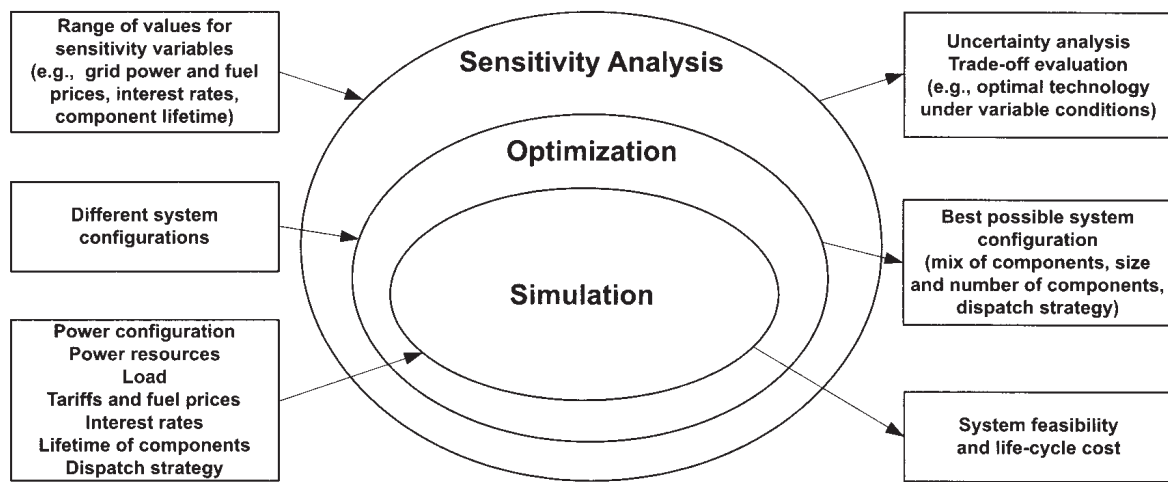 Range of values for
sensitivity variables
(e.g., grid power and fuel
prices, interest rates,
component lifetime)
Different system
configurations
Power configuration
Power resources
Load
Tariffs and fuel prices
Interest rates
Lifetime of components
Dispatch strategy
Sensitivity Analysis
Optimization
Simulation
Uncertainty analysis
Trade-off evaluation
(e.g., optimal technology
under variable conditions)
Best possible system
configuration
(mix of components, size
and number of components,
dispatch strategy)
System feasibility
and life-cycle cost